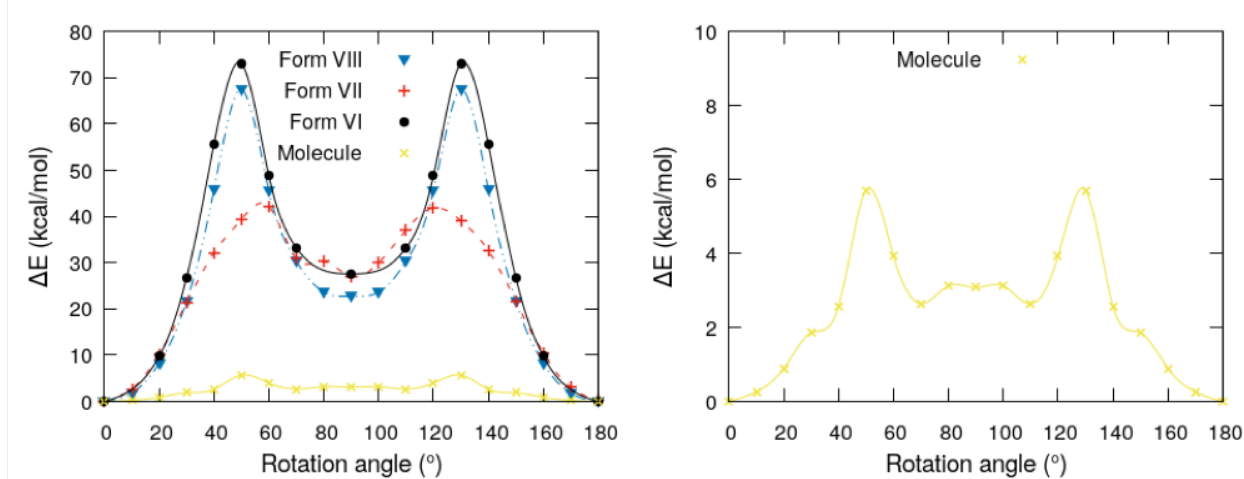 80
70
60
50
40
30
20
10
0
ΔE (kcal/mol)
Form VIII
Form VII
Form VI
Molecule
0 20 40 60 80 100 120 140 160 180
Rotation angle (°)
10
8
6
4
2
0
ΔE (kcal/mol)
Molecule
0 20 40 60 80 100 120 140 160 180
Rotation angle (°)